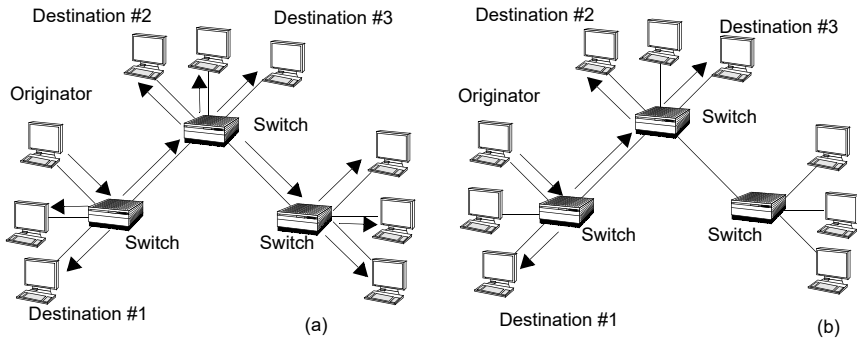 Destination #2
Destination #3
Originator
Switch
Switch
Switch
Destination #1
(a)
Destination #2
Destination #3
Originator
Switch
Switch
Switch
Destination #1
(b)